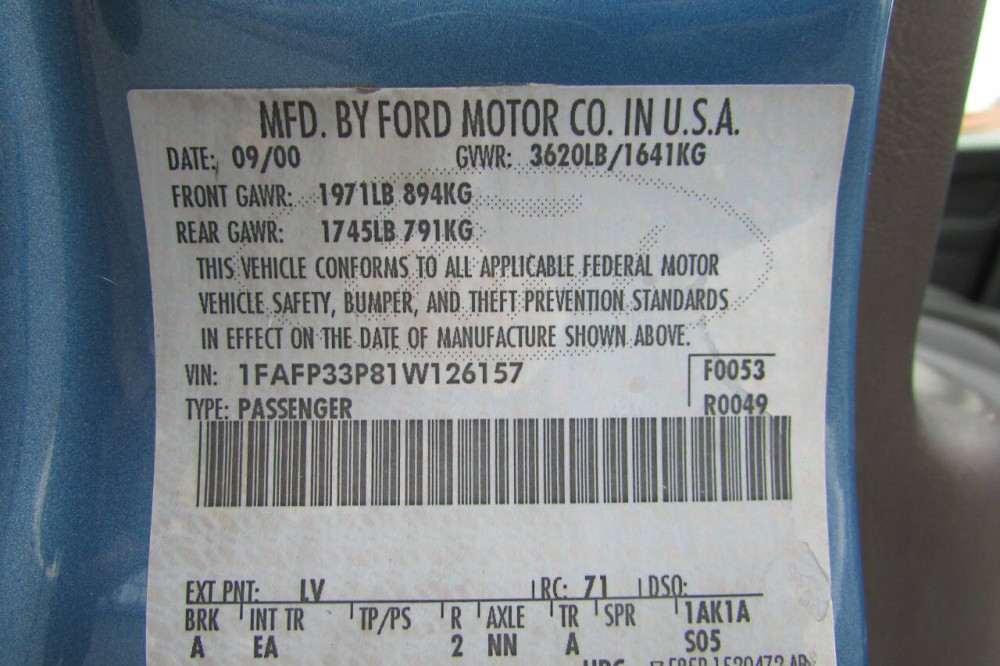 MFD. BY FORD MOTOR CO. IN U.S.A.
DATE: 09/00 GVWR: 3620LB/1641KG
FRONT GAWR: 1971LB 894KG
REAR GAWR: 1745LB 791KG
THIS VEHICLE CONFORMS TO ALL APPLICABLE FEDERAL MOTOR
VEHICLE SAFETY, BUMPER, AND THEFT PREVENTION STANDARDS
IN EFFECT ON THE DATE OF MANUFACTURE SHOWN ABOVE.
VIN: 1FAFP33P81W126157 F0053
TYPE: PASSENGER R0049
EXT PNT: LV RC: 71 DSO:
BRK INT TR TP/PS R AXLE TR SPR 1AK1A
A EA 2 NN A S05